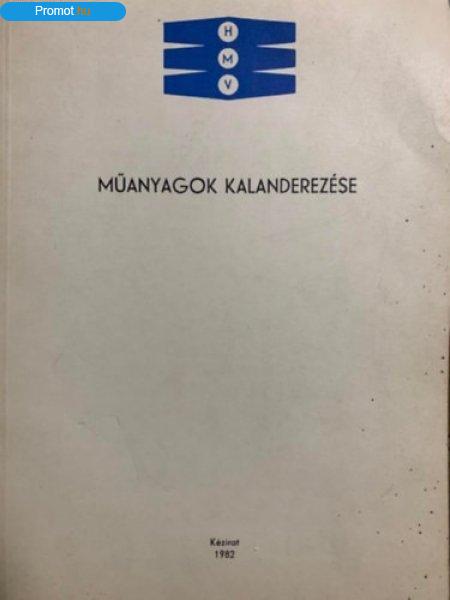 Promot.hu
H
M
V
MŰANYAGOK KALANDEREZÉSE
Kézirat
1982